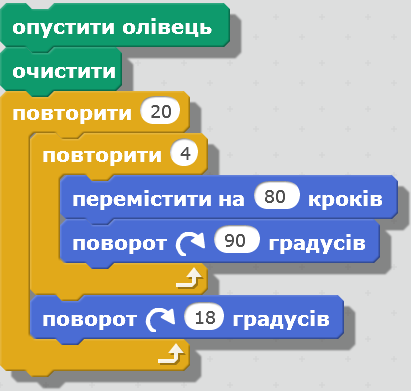 опустити олівець
очистити
повторити 20
повторити 4
перемістити на 80 кроків
поворот 90 градусів
поворот 18 градусів